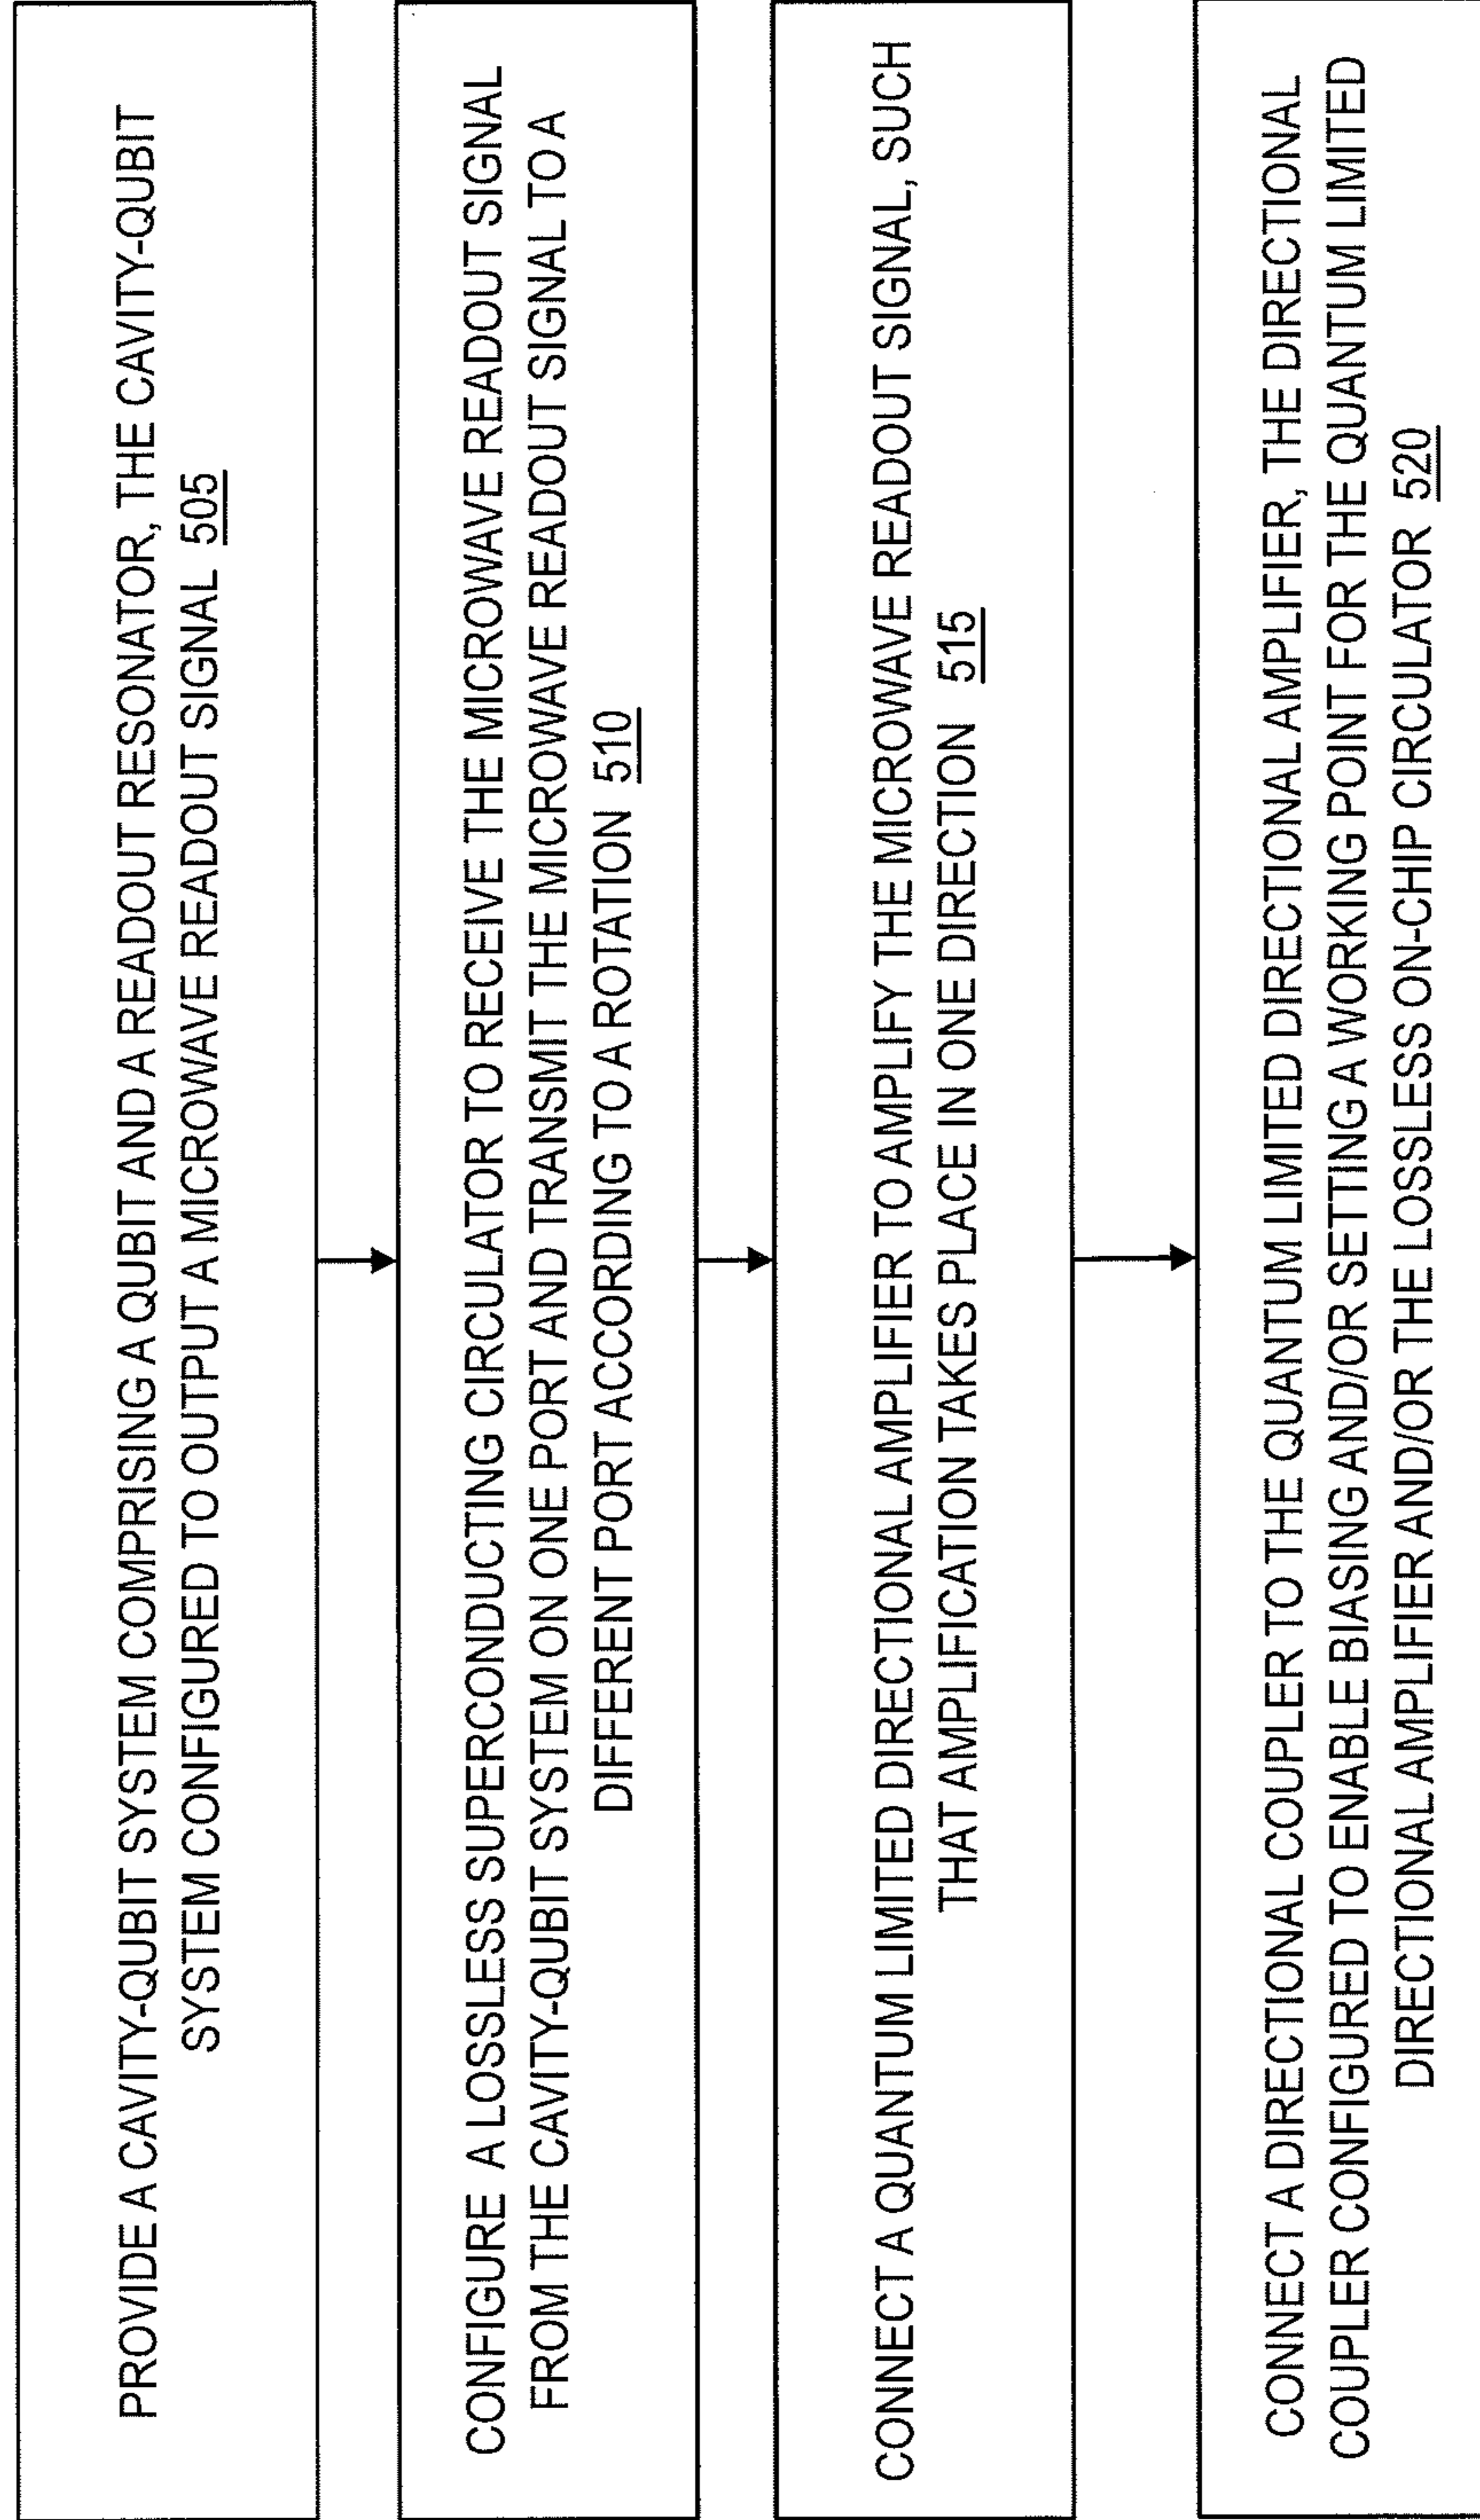 PROVIDE A CAVITY-QUBIT SYSTEM COMPRISING A QUBIT AND A READOUT RESONATOR, THE CAVITY-QUBIT
SYSTEM CONFIGURED TO OUTPUT A MICROWAVE READOUT SIGNAL 505
CONFIGURE A LOSSLESS SUPERCONDUCTING CIRCULATOR TO RECEIVE THE MICROWAVE READOUT SIGNAL
FROM THE CAVITY-QUBIT SYSTEM ON ONE PORT AND TRANSMIT THE MICROWAVE READOUT SIGNAL TO A
DIFFERENT PORT ACCORDING TO A ROTATION 510
CONNECT A QUANTUM LIMITED DIRECTIONAL AMPLIFIER TO AMPLIFY THE MICROWAVE READOUT SIGNAL, SUCH
THAT AMPLIFICATION TAKES PLACE IN ONE DIRECTION 515
CONNECT A DIRECTIONAL COUPLER TO THE QUANTUM LIMITED DIRECTIONAL AMPLIFIER, THE DIRECTIONAL
COUPLER CONFIGURED TO ENABLE BIASING AND/OR SETTING A WORKING POINT FOR THE QUANTUM LIMITED
DIRECTIONAL AMPLIFIER AND/OR THE LOSSLESS ON-CHIP CIRCULATOR 520